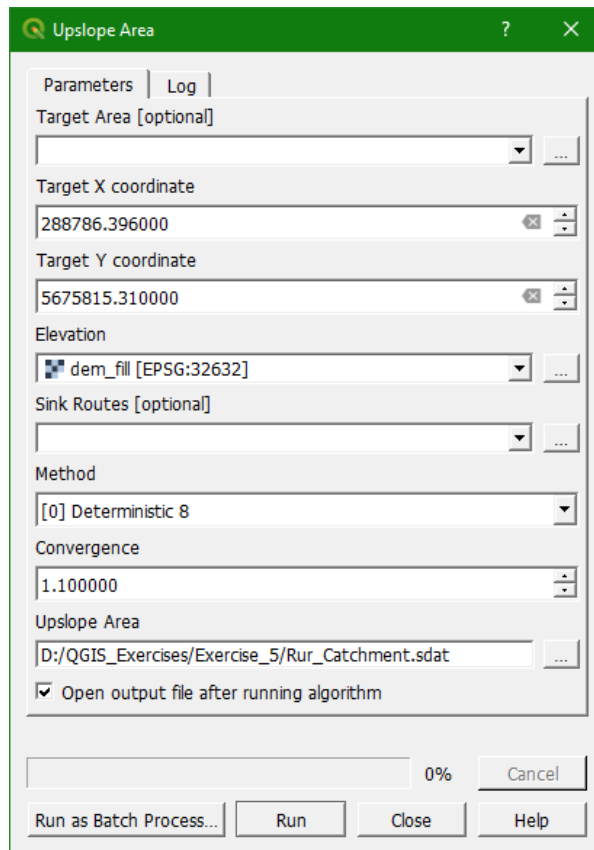 Upslope Area
?
Parameters
Log
Target Area [optional]
...
Target X coordinate
288786.396000
Target Y coordinate
5675815.310000
Elevation
dem_fill [EPSG:32632]
...
Sink Routes [optional]
...
Method
[0] Deterministic 8
Convergence
1.100000
Upslope Area
D:/QGIS_Exercises/Exercise_5/Rur_Catchment.sdat
...
Open output file after running algorithm
0%
Cancel
Run as Batch Process...
Run
Close
Help